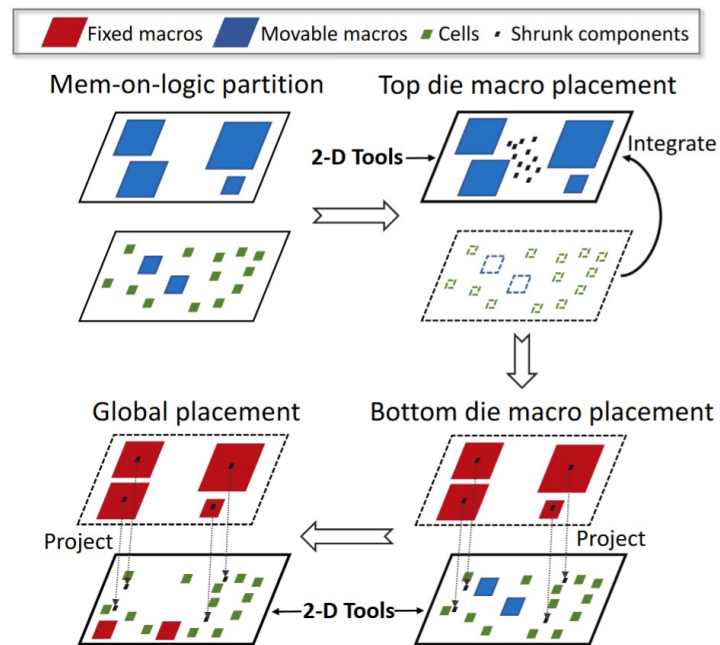 Fixed macros Movable macros Cells Shrunk components
Mem-on-logic partition
Top die macro placement
2-D Tools
Integrate
Global placement
Bottom die macro placement
Project
Project
2-D Tools